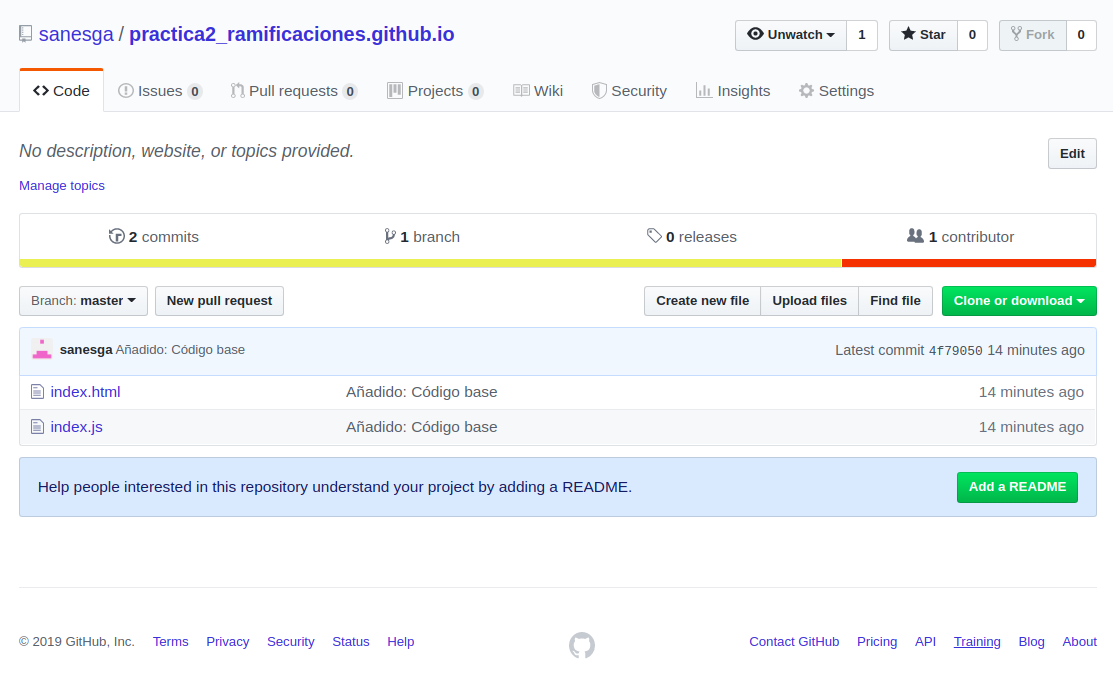 sanesga / practica2_ramificaciones.github.io
Unwatch 1 Star 0 Fork 0
Code Issues 0 Pull requests 0 Projects 0 Wiki Security Insights Settings
No description, website, or topics provided. Edit
Manage topics
2 commits 1 branch 0 releases 1 contributor
Branch: master New pull request Create new file Upload files Find file Clone or download
sanesga Añadido: Código base Latest commit 4f79050 14 minutes ago
index.html Añadido: Código base 14 minutes ago
index.js Añadido: Código base 14 minutes ago
Help people interested in this repository understand your project by adding a README. Add a README
© 2019 GitHub, Inc. Terms Privacy Security Status Help Contact GitHub Pricing API Training Blog About